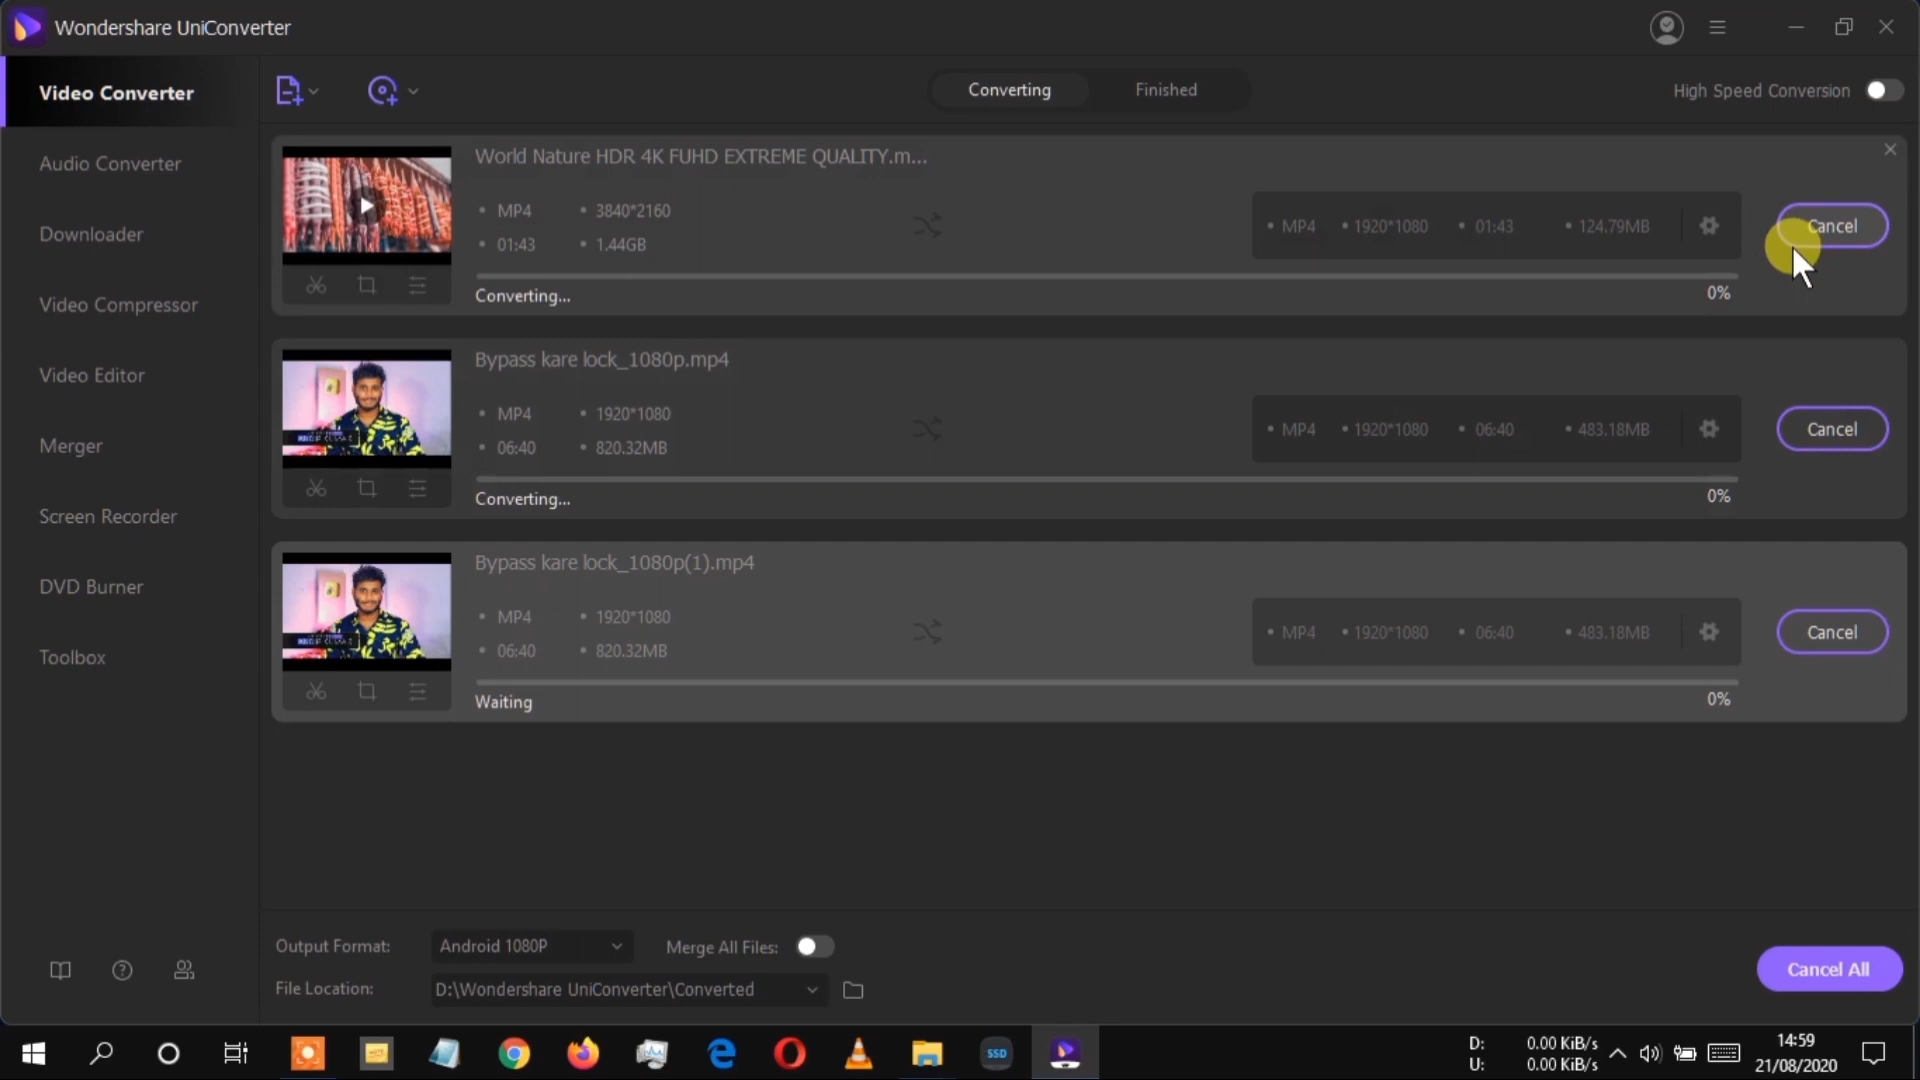 Wondershare UniConverter
Video Converter
Audio Converter
Downloader
Video Compressor
Video Editor
Merger
Screen Recorder
DVD Burner
Toolbox
Converting
Finished
High Speed Conversion
World Nature HDR 4K FUHD EXTREME QUALITY.m...
• MP4 • 3840*2160
• 01:43 • 1.44GB
• MP4 • 1920*1080 • 01:43 • 124.79MB
Cancel
Converting...
0%
Bypass kare lock_1080p.mp4
• MP4 • 1920*1080
• 06:40 • 820.32MB
• MP4 • 1920*1080 • 06:40 • 483.18MB
Cancel
Converting...
0%
Bypass kare lock_1080p(1).mp4
• MP4 • 1920*1080
• 06:40 • 820.32MB
• MP4 • 1920*1080 • 06:40 • 483.18MB
Cancel
Waiting
0%
Output Format: Android 1080P
Merge All Files:
File Location: D:\Wondershare UniConverter\Converted
Cancel All
SSD
D: 0.00 KiB/s
U: 0.00 KiB/s
14:59
21/08/2020